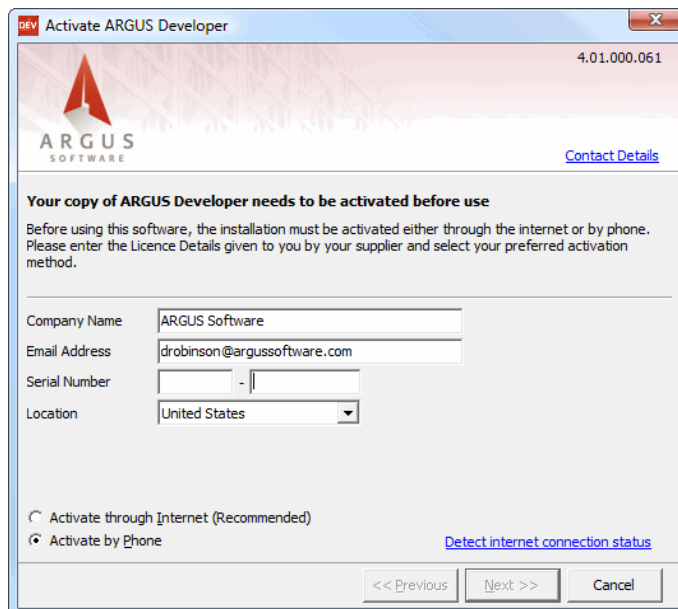 DEV Activate ARGUS Developer
4.01.000.061
ARGUS
SOFTWARE
Contact Details
Your copy of ARGUS Developer needs to be activated before use
Before using this software, the installation must be activated either through the internet or by phone.
Please enter the Licence Details given to you by your supplier and select your preferred activation
method.
Company Name ARGUS Software
Email Address drobinson@argussoftware.com
Serial Number -
Location United States
Activate through Internet (Recommended)
Activate by Phone Detect internet connection status
<< Previous Next >> Cancel